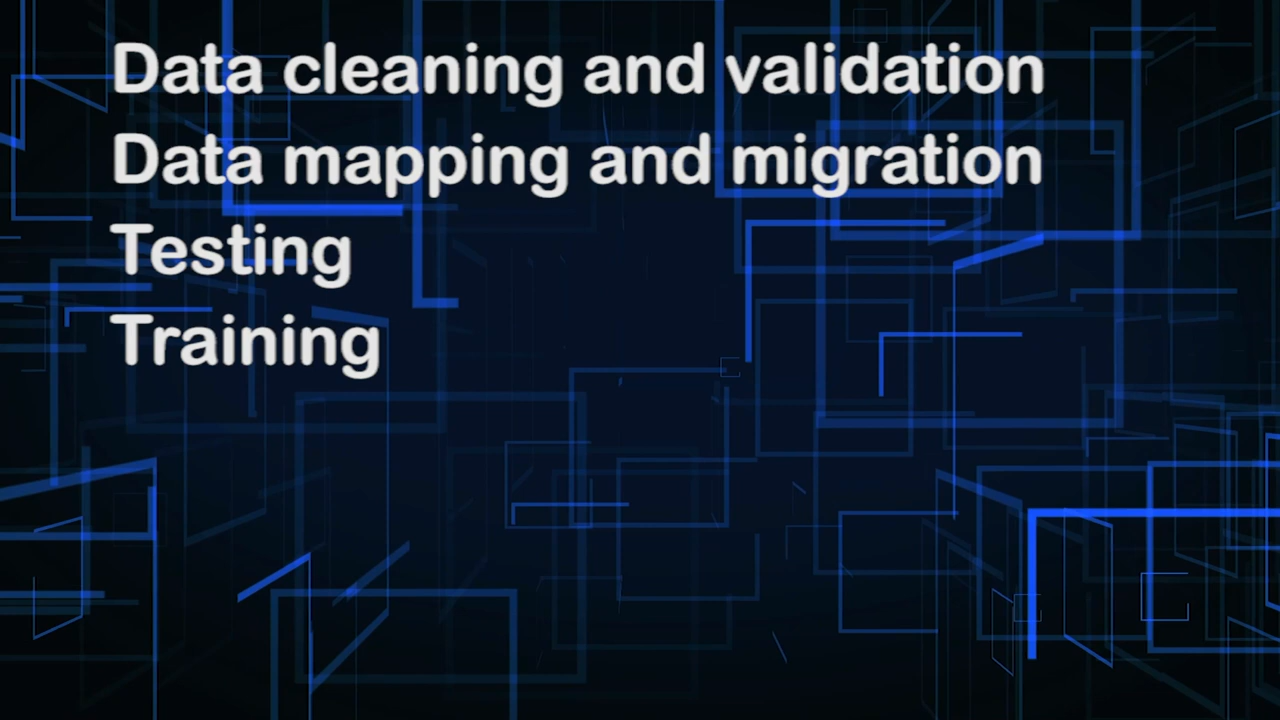 Data cleaning and validation
Data mapping and migration
Testing
Training